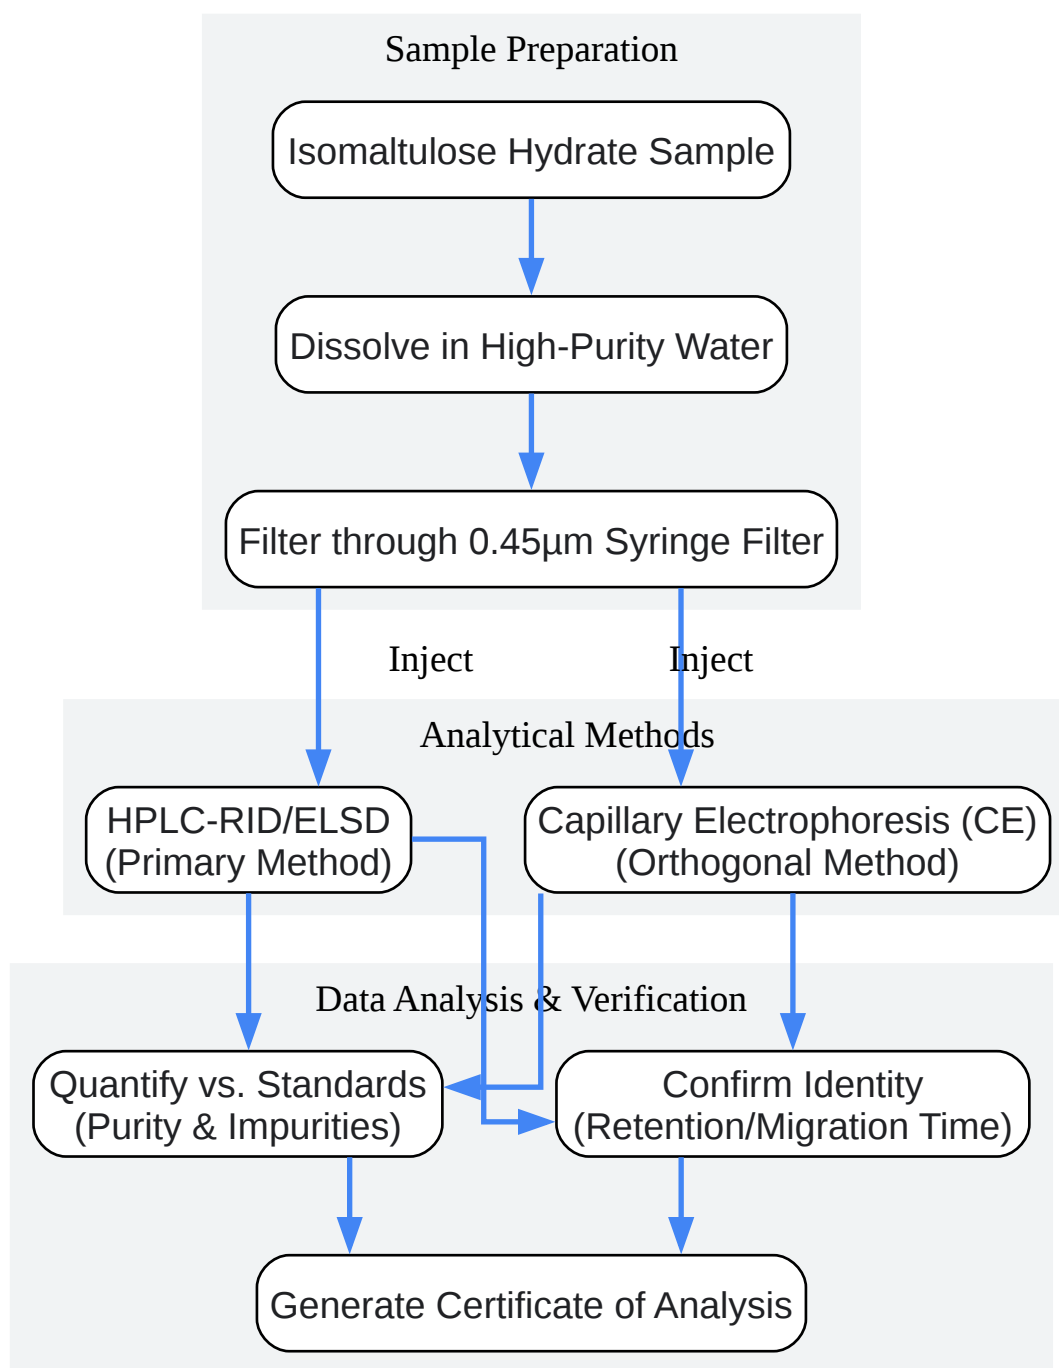 Sample Preparation
Isomaltulose Hydrate Sample
Dissolve in High-Purity Water
Filter through 0.45µm Syringe Filter
Inject
Inject
Analytical Methods
HPLC-RID/ELSD
(Primary Method)
Capillary Electrophoresis (CE)
(Orthogonal Method)
Data Analysis & Verification
Quantify vs. Standards
(Purity & Impurities)
Confirm Identity
(Retention/Migration Time)
Generate Certificate of Analysis